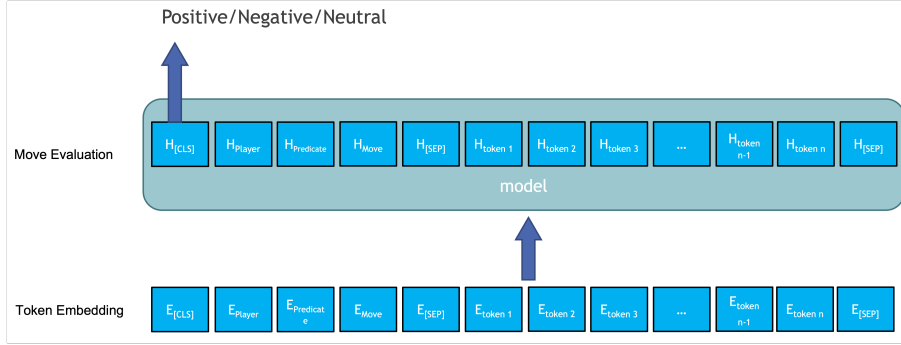 Positive/Negative/Neutral
Move Evaluation
H[CLS] HPlayer HPredicate HMove H[SEP] Htoken 1 Htoken 2 Htoken 3 ... Htoken n-1 Htoken n H[SEP]
model
Token Embedding
E[CLS] EPlayer EPredicate EMove E[SEP] Etoken 1 Etoken 2 Etoken 3 ... Etoken n-1 Etoken n E[SEP]